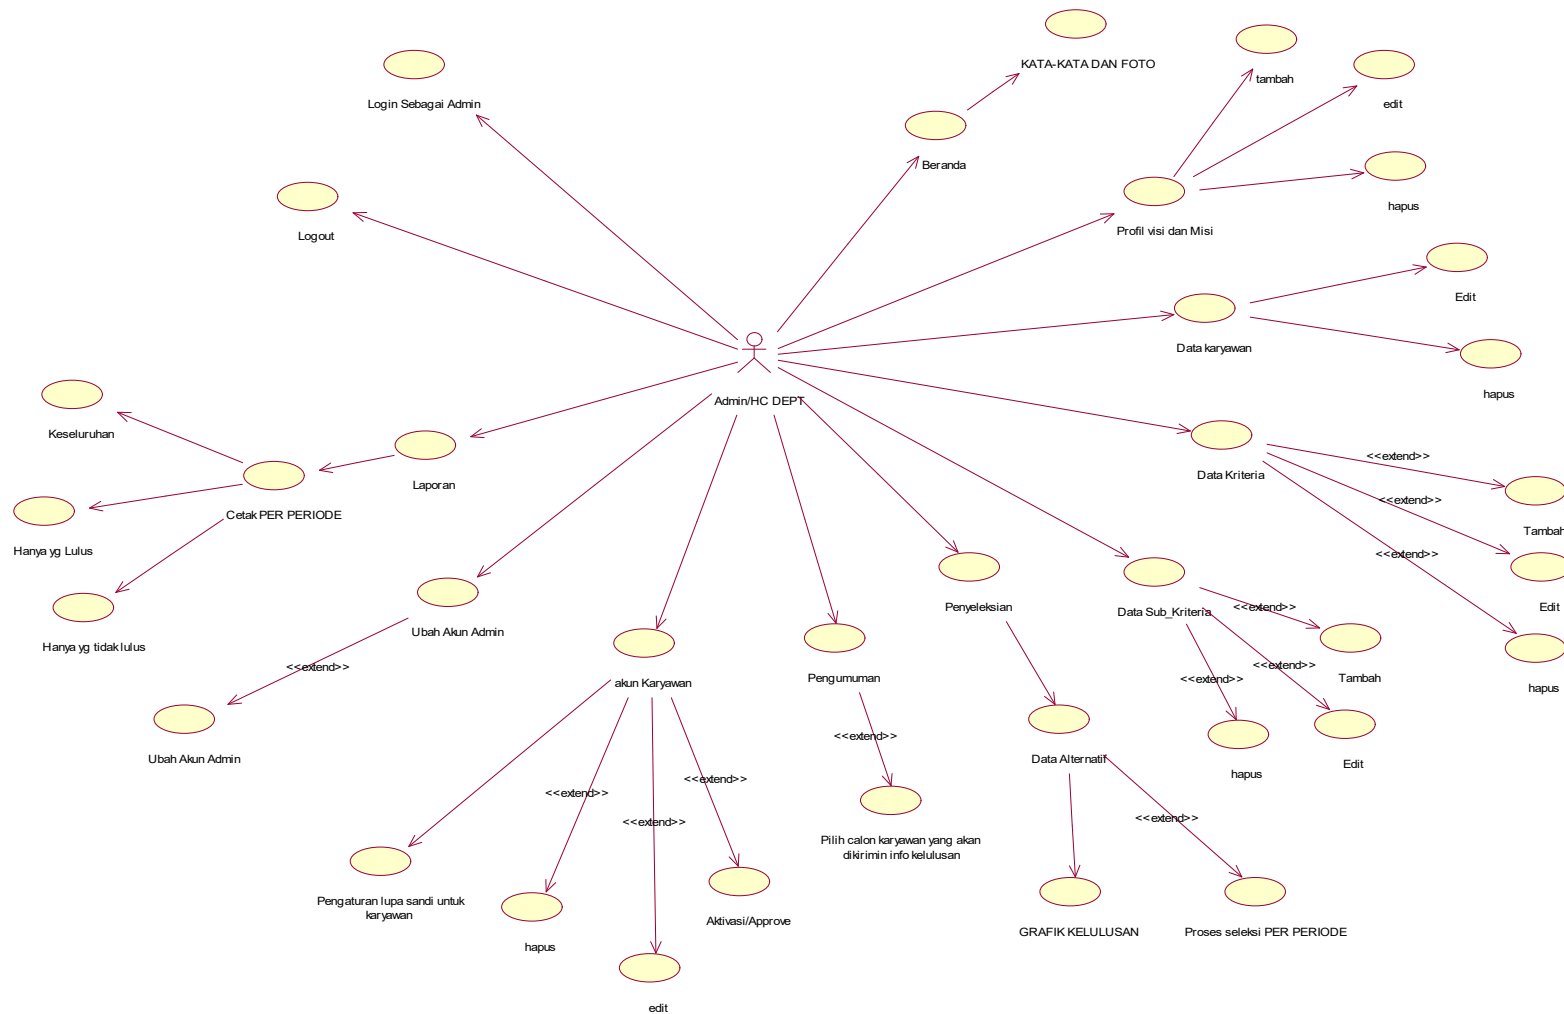 KATA-KATA DAN FOTO
tambah
Login Sebagai Admin
edit
Beranda
hapus
Logout
Profil visi dan Misi
Edit
Data karyawan
hapus
Admin/HC DEPT
Keseluruhan
<<extend>>
Laporan
Data Kriteria
<<extend>>
Cetak PER PERIODE
Tambah
Hanya yg Lulus
<<extend>>
Penyeleksian
Data Sub_Kriteria
<<extend>>
Edit
Ubah Akun Admin
Hanya yg tidak lulus
<<extend>>
<<extend>>
Pengumuman
Tambah
<<extend>>
akun Karyawan
hapus
<<extend>>
Ubah Akun Admin
Data Alternatif
Edit
hapus
<<extend>>
<<extend>>
<<extend>>
<<extend>>
<<extend>>
Pilih calon karyawan yang akan
dikirimin info kelulusan
Pengaturan lupa sandi untuk
karyawan
Aktivasi/Approve
GRAFIK KELULUSAN
Proses seleksi PER PERIODE
hapus
edit